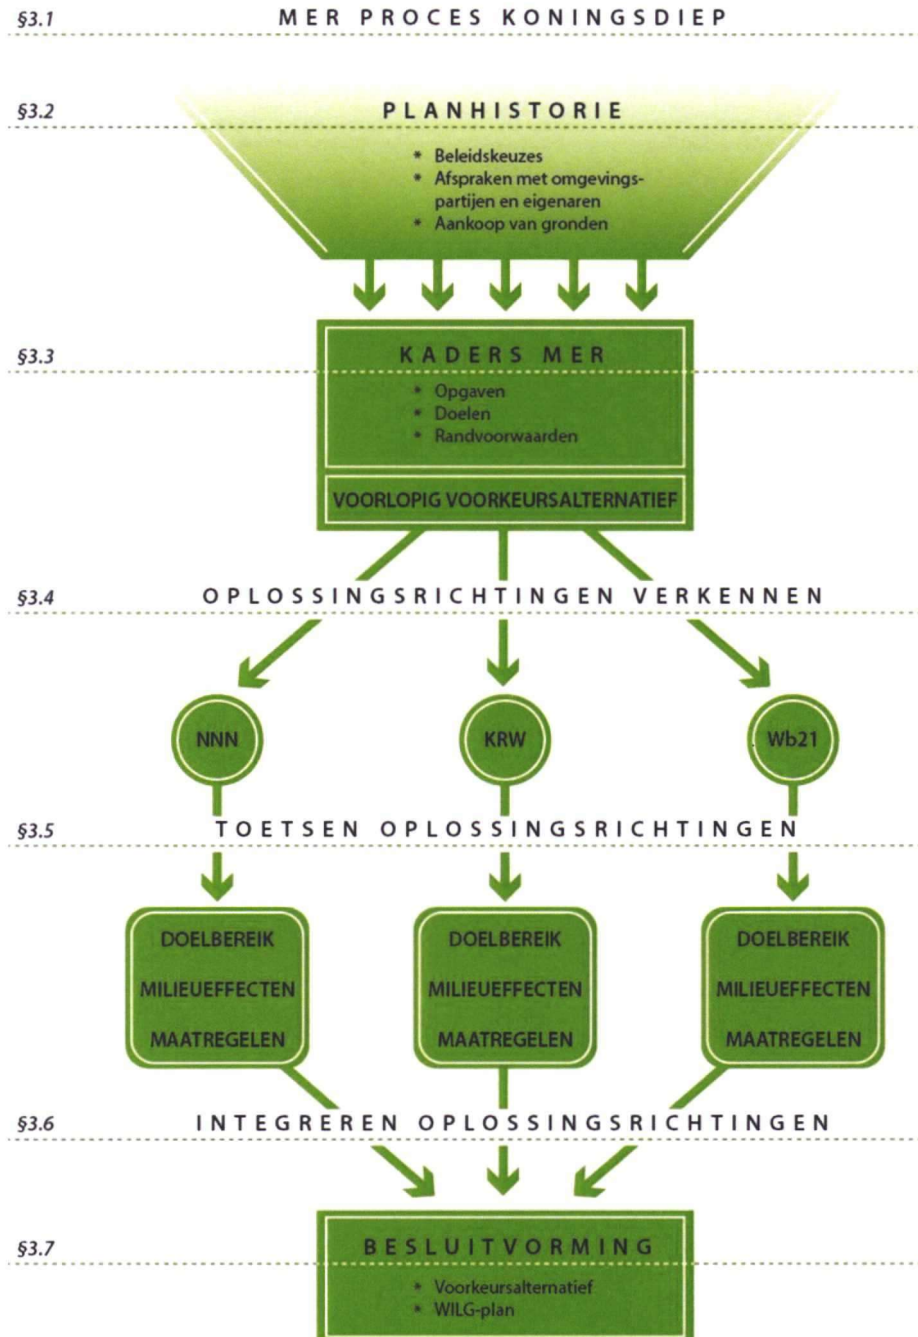 §3.1 MER PROCES KONINGSDIEP
§3.2 PLANHISTORIE
* Beleidskeuzes
* Afspraken met omgevings-
partijen en eigenaren
* Aankoop van gronden
§3.3 KADERS MER
* Opgaven
* Doelen
* Randvoorwaarden
VOORLOPIG VOORKEURSALTERNATIEF
§3.4 OPLOSSINGSRICHTINGEN VERKENNEN
NNN KRW Wb21
§3.5 TOETSEN OPLOSSINGSRICHTINGEN
DOELBEREIK DOELBEREIK DOELBEREIK
MILIEUEFFECTEN MILIEUEFFECTEN MILIEUEFFECTEN
MAATREGELEN MAATREGELEN MAATREGELEN
§3.6 INTEGREREN OPLOSSINGSRICHTINGEN
§3.7 BESLUITVORMING
* Voorkeursalternatief
* WILG-plan